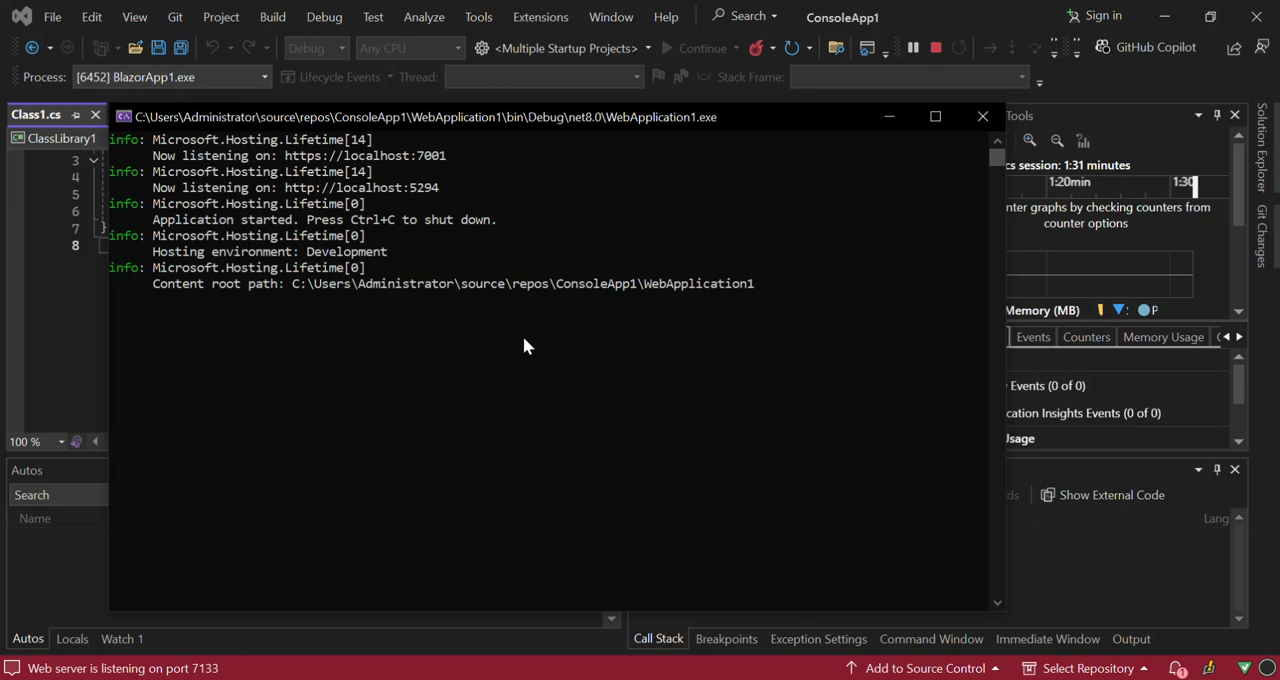 File Edit View Git Project Build Debug Test Analyze Tools Extensions Window Help Search ConsoleApp1 Sign in
Debug Any CPU <Multiple Startup Projects> Continue GitHub Copilot
Process: [6452] BlazorApp1.exe Lifecycle Events Thread: Stack Frame:
Class1.cs
C:\Users\Administrator\source\repos\ConsoleApp1\WebApplication1\bin\Debug\net8.0\WebApplication1.exe
Tools
ClassLibrary1
info: Microsoft.Hosting.Lifetime[14]
Now listening on: https://localhost:7001
info: Microsoft.Hosting.Lifetime[14]
Now listening on: http://localhost:5294
info: Microsoft.Hosting.Lifetime[0]
Application started. Press Ctrl+C to shut down.
info: Microsoft.Hosting.Lifetime[0]
Hosting environment: Development
info: Microsoft.Hosting.Lifetime[0]
Content root path: C:\Users\Administrator\source\repos\ConsoleApp1\WebApplication1
3
4
5
6
7 }
8
cs session: 1:31 minutes
1:20min 1:30
nter graphs by checking counters from
counter options
Memory (MB) P
Events Counters Memory Usage
Events (0 of 0)
cation Insights Events (0 of 0)
Jsage
Solution Explorer
Git Changes
100 %
Autos
Search
Name
ds Show External Code
Lang
Autos Locals Watch 1
Call Stack Breakpoints Exception Settings Command Window Immediate Window Output
Web server is listening on port 7133 Add to Source Control Select Repository 1